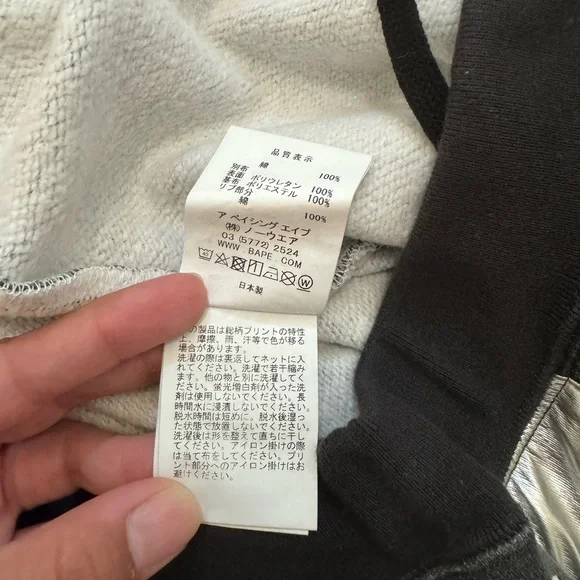 品質表示
綿 100%
別布
表面 ポリウレタン 100%
基布 ポリエステル 100%
リブ部分
綿 100%
ア ベイシング エイプ
(株) ノーウエア
03 (5772) 2524
WWW BAPE COM
40
W
日本製
の製品は総柄プリントの特性
上、摩擦、雨、汗等で色が移る
場合があります。
洗濯の際は裏返してネットに入
れてください。洗濯で若干縮み
ます。他の物と別に洗濯してく
ださい。蛍光増白剤が入った洗
剤は使用しないでください。長
時間水に浸漬しないでください。
脱水時間は短めに。脱水後湿っ
た状態で放置しないでください。
洗濯後は形を整えて直ちに干し
てください。アイロン掛けの際
は当て布をしてください。プリ
ント部分へのアイロン掛けはお
避けください。